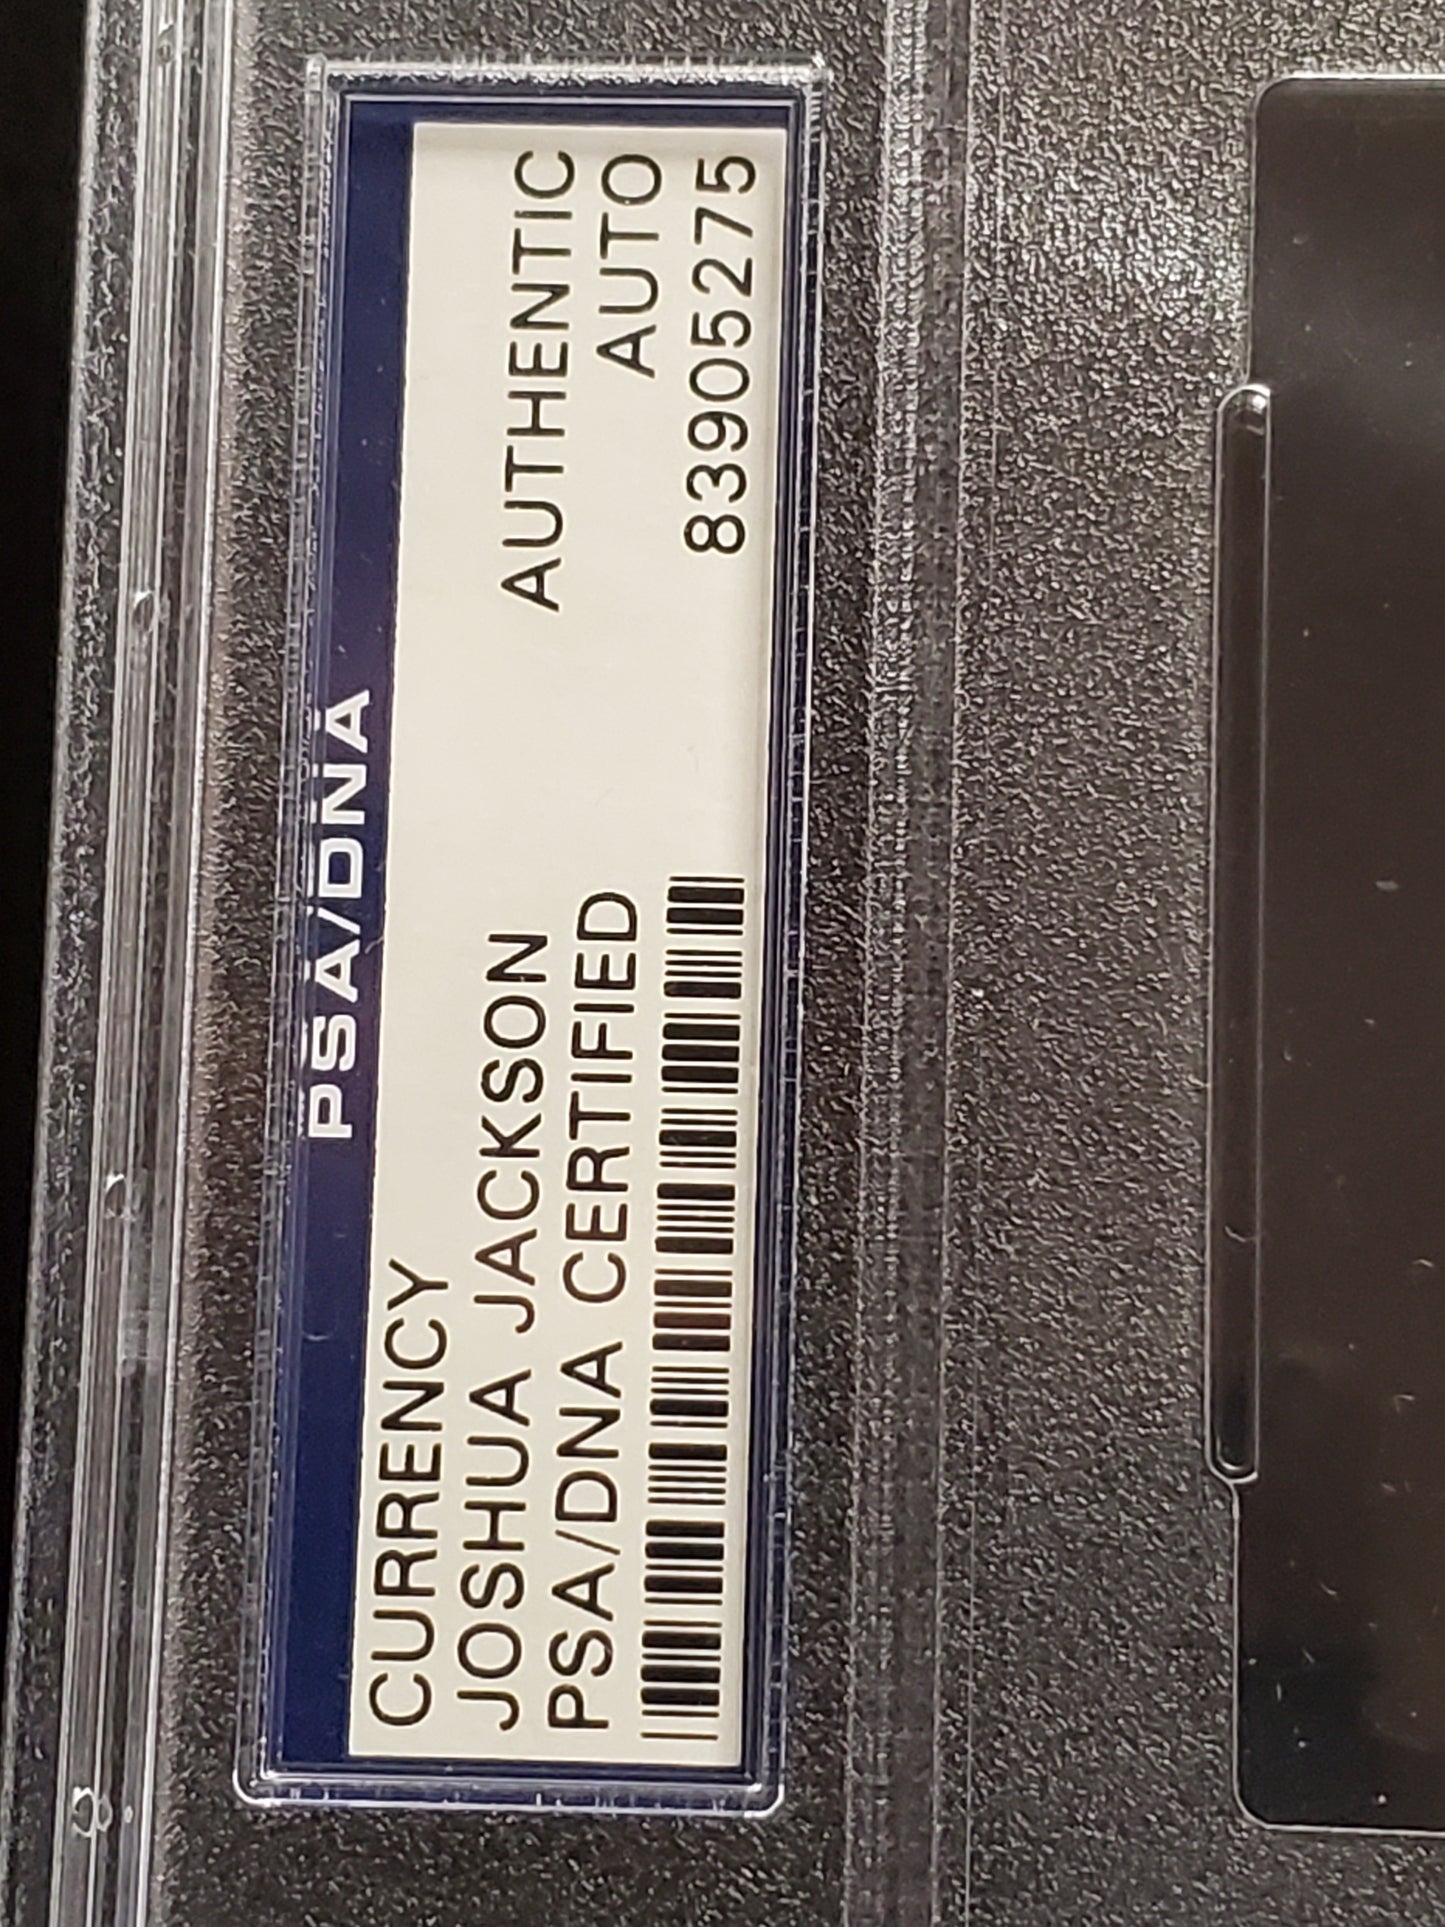 PSA/DNA
CURRENCY
JOSHUA JACKSON AUTHENTIC
PSA/DNA CERTIFIED AUTO
83905275